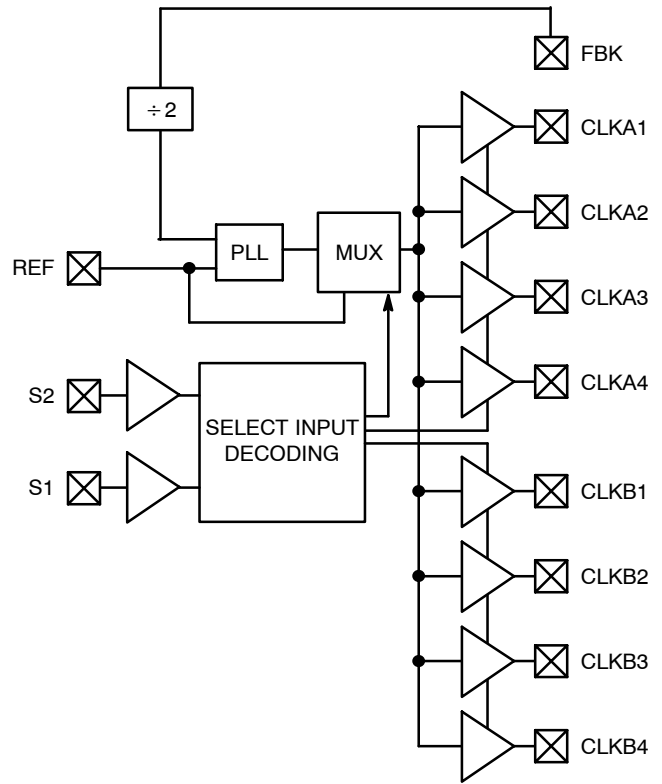 FBK
÷2
CLKA1
CLKA2
PLL
MUX
REF
CLKA3
CLKA4
S2
SELECT INPUT
DECODING
S1
CLKB1
CLKB2
CLKB3
CLKB4